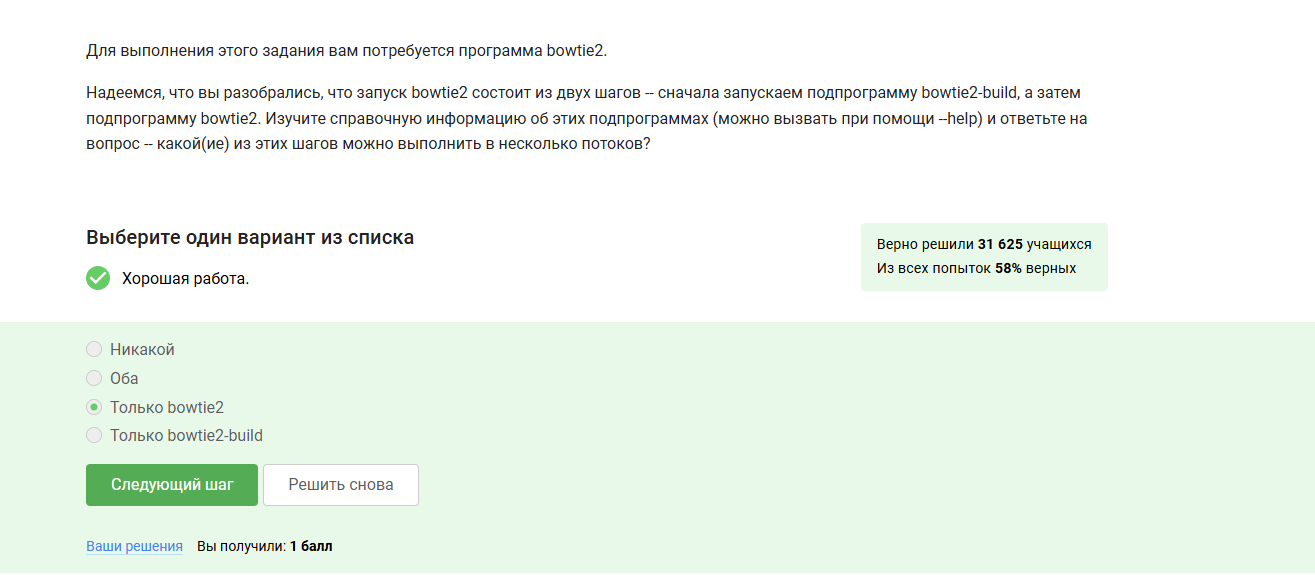 Для выполнения этого задания вам потребуется программа bowtie2.
Надеемся, что вы разобрались, что запуск bowtie2 состоит из двух шагов -- сначала запускаем подпрограмму bowtie2-build, а затем
подпрограмму bowtie2. Изучите справочную информацию об этих подпрограммах (можно вызвать при помощи --help) и ответьте на
вопрос -- какой(ие) из этих шагов можно выполнить в несколько потоков?
Выберите один вариант из списка
Хорошая работа.
Верно решили 31 625 учащихся
Из всех попыток 58% верных
Никакой
Оба
Только bowtie2
Только bowtie2-build
Следующий шаг
Решить снова
Ваши решения Вы получили: 1 балл